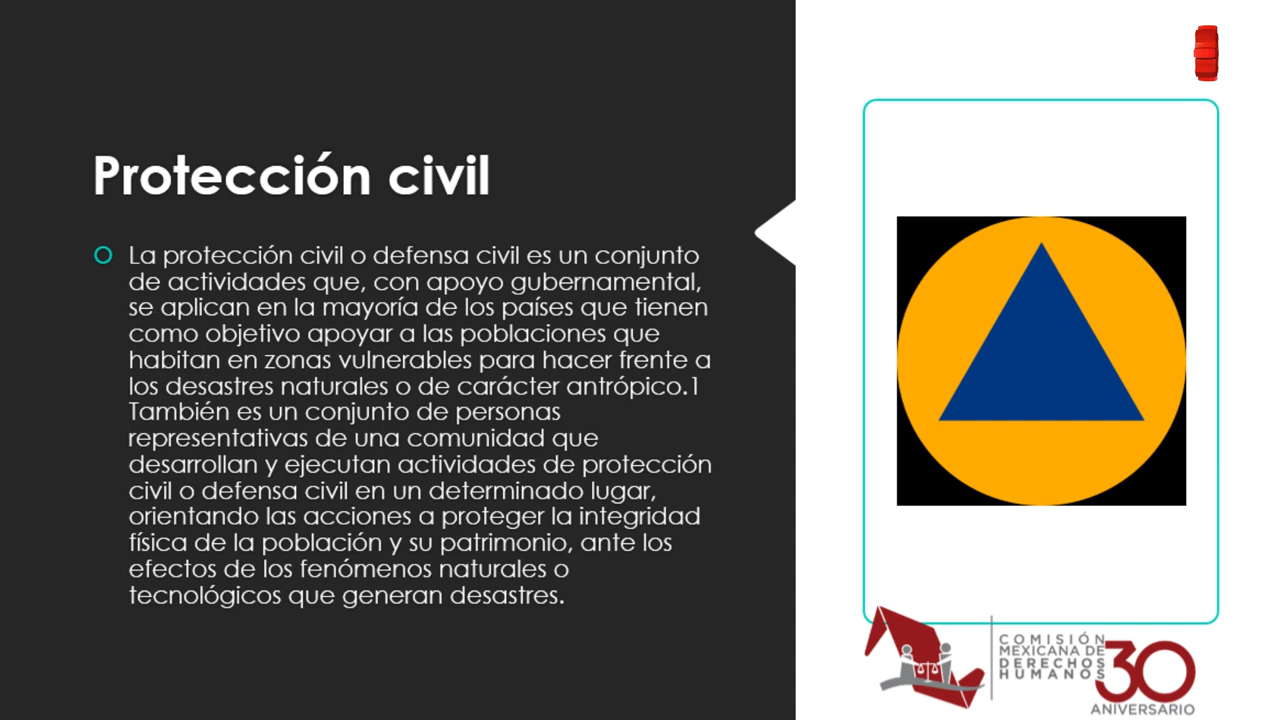 Protección civil
La protección civil o defensa civil es un conjunto
de actividades que, con apoyo gubernamental,
se aplican en la mayoría de los países que tienen
como objetivo apoyar a las poblaciones que
habitan en zonas vulnerables para hacer frente a
los desastres naturales o de carácter antrópico.1
También es un conjunto de personas
representativas de una comunidad que
desarrollan y ejecutan actividades de protección
civil o defensa civil en un determinado lugar,
orientando las acciones a proteger la integridad
física de la población y su patrimonio, ante los
efectos de los fenómenos naturales o
tecnológicos que generan desastres.
COMISIÓN
MEXICANA DE
DERECHOS
HUMANOS
30
ANIVERSARIO